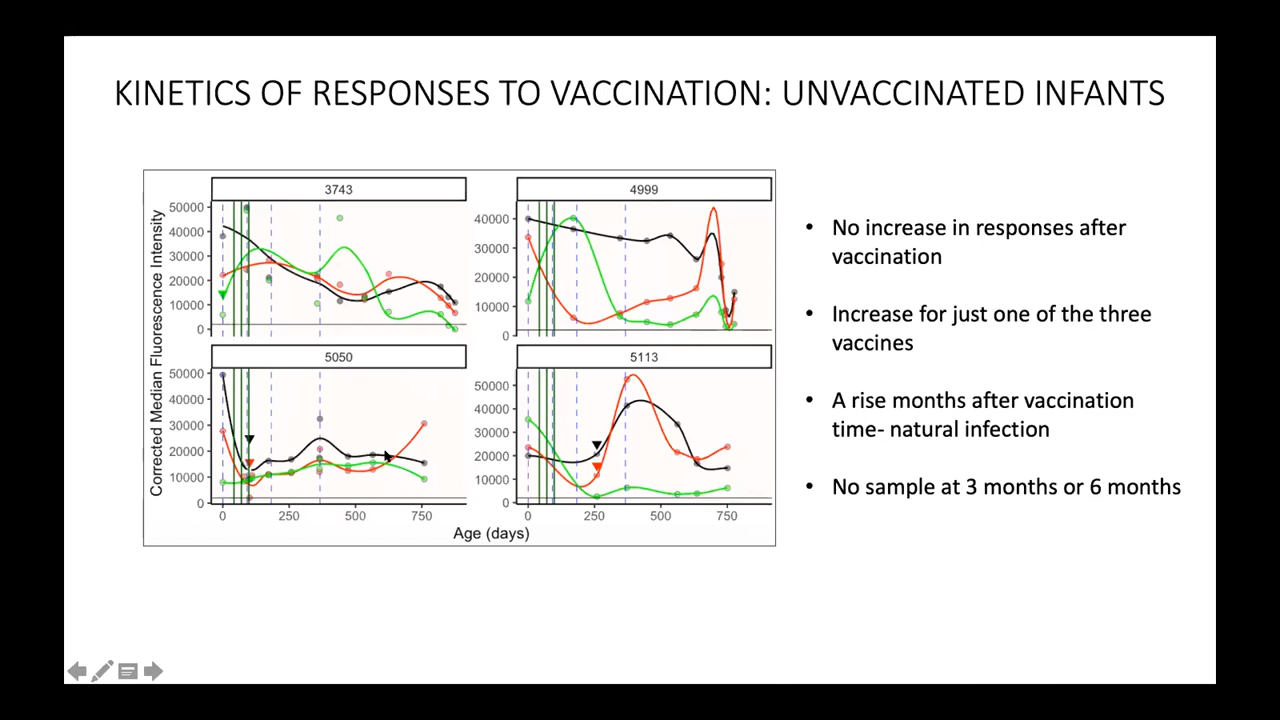 KINETICS OF RESPONSES TO VACCINATION: UNVACCINATED INFANTS
Corrected Median Fluorescence Intensity
3743
50000
40000
30000
20000
10000
0
4999
40000
30000
20000
10000
0
5050
50000
40000
30000
20000
10000
0
0 250 500 750
5113
50000
40000
30000
20000
10000
0
0 250 500 750
Age (days)
• No increase in responses after
vaccination
• Increase for just one of the three
vaccines
• A rise months after vaccination
time- natural infection
• No sample at 3 months or 6 months